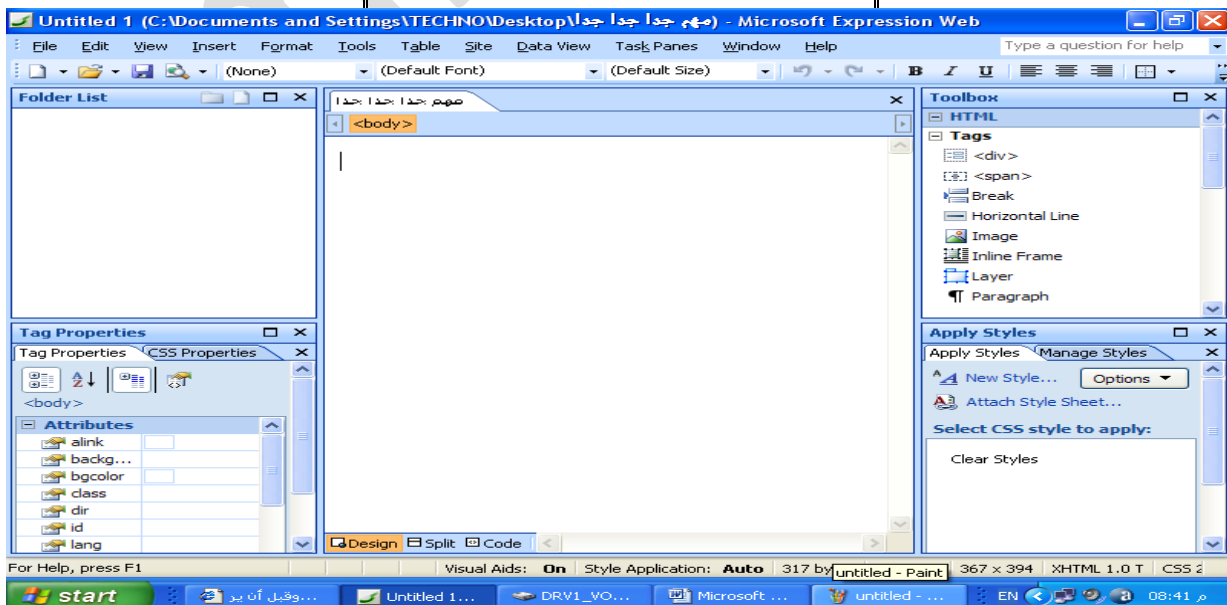 Untitled 1 (C:\Documents and Settings\TECHNO\Desktop\مهم جدا جدا جدا) - Microsoft Expression Web
File Edit View Insert Format Tools Table Site Data View Task Panes Window Help Type a question for help
(None) (Default Font) (Default Size) B I U
Folder List
مهم جدا جدا جدا
<body>
Toolbox
HTML
Tags
<div>
<span>
Break
Horizontal Line
Image
Inline Frame
Layer
Paragraph
Tag Properties
Tag Properties CSS Properties
<body>
Attributes
alink
backg...
bgcolor
class
dir
id
lang
Design Split Code
Apply Styles
Apply Styles Manage Styles
New Style... Options
Attach Style Sheet...
Select CSS style to apply:
Clear Styles
For Help, press F1 Visual Aids: On Style Application: Auto 317 by untitled - Paint 367 x 394 XHTML 1.0 T CSS 2
start وقبل أن ير... Untitled 1... DRV1_VO... Microsoft ... untitled - ... EN 08:41 م